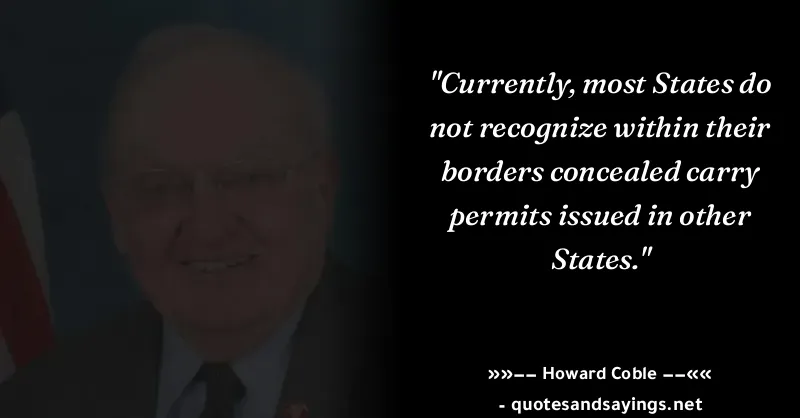 "Currently, most States do
not recognize within their
borders concealed carry
permits issued in other
States."
»»-- Howard Coble --««
- quotesandsayings.net